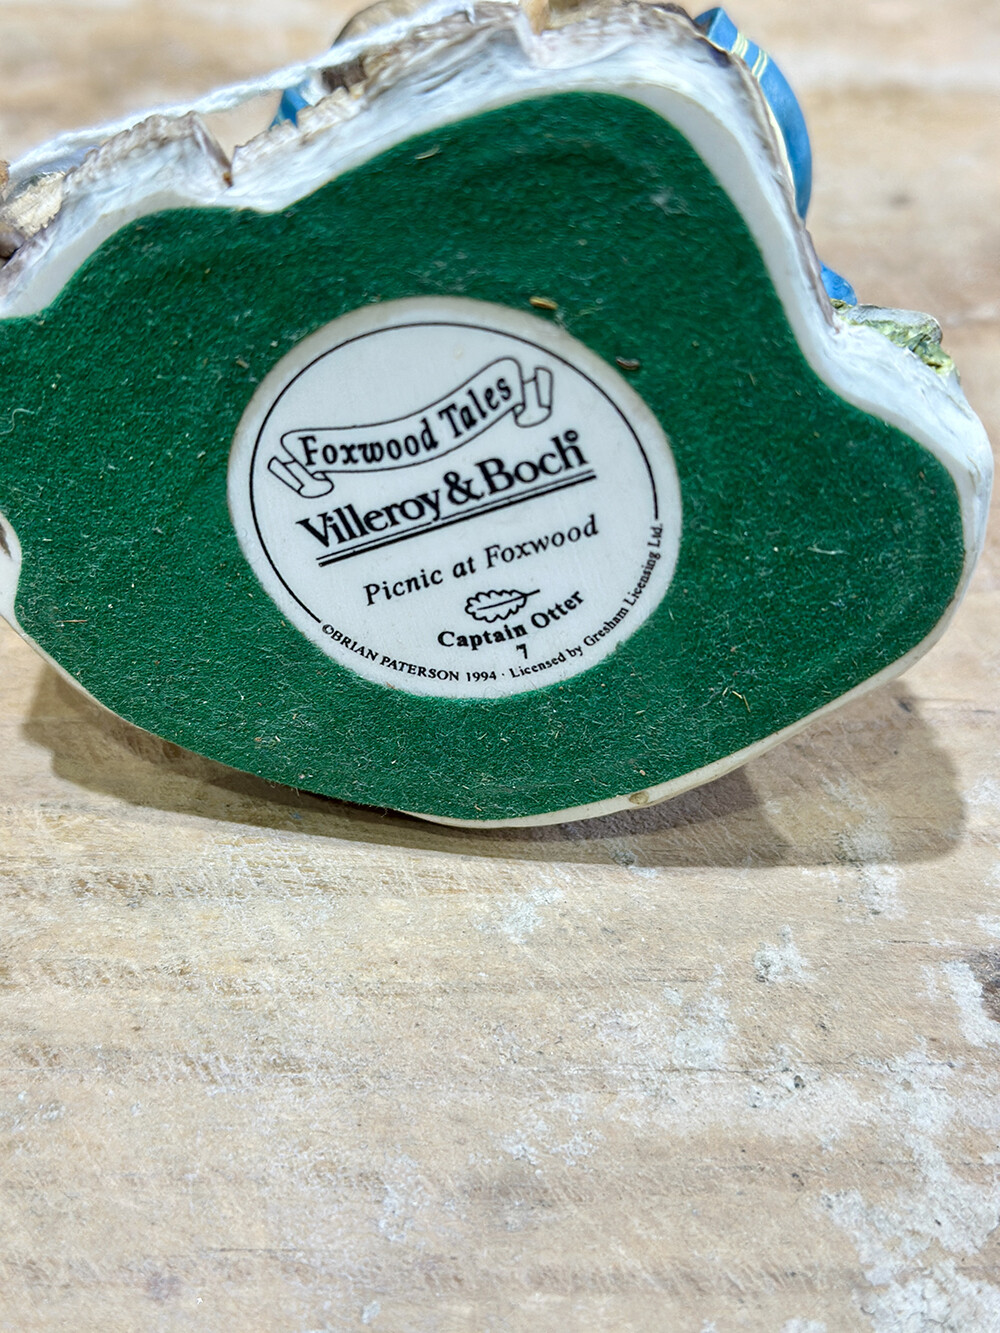 Foxwood Tales
Villeroy & Boch
Picnic at Foxwood
Captain Otter
7
©BRIAN PATERSON 1994 · Licensed by Gresham Licensing Ltd.